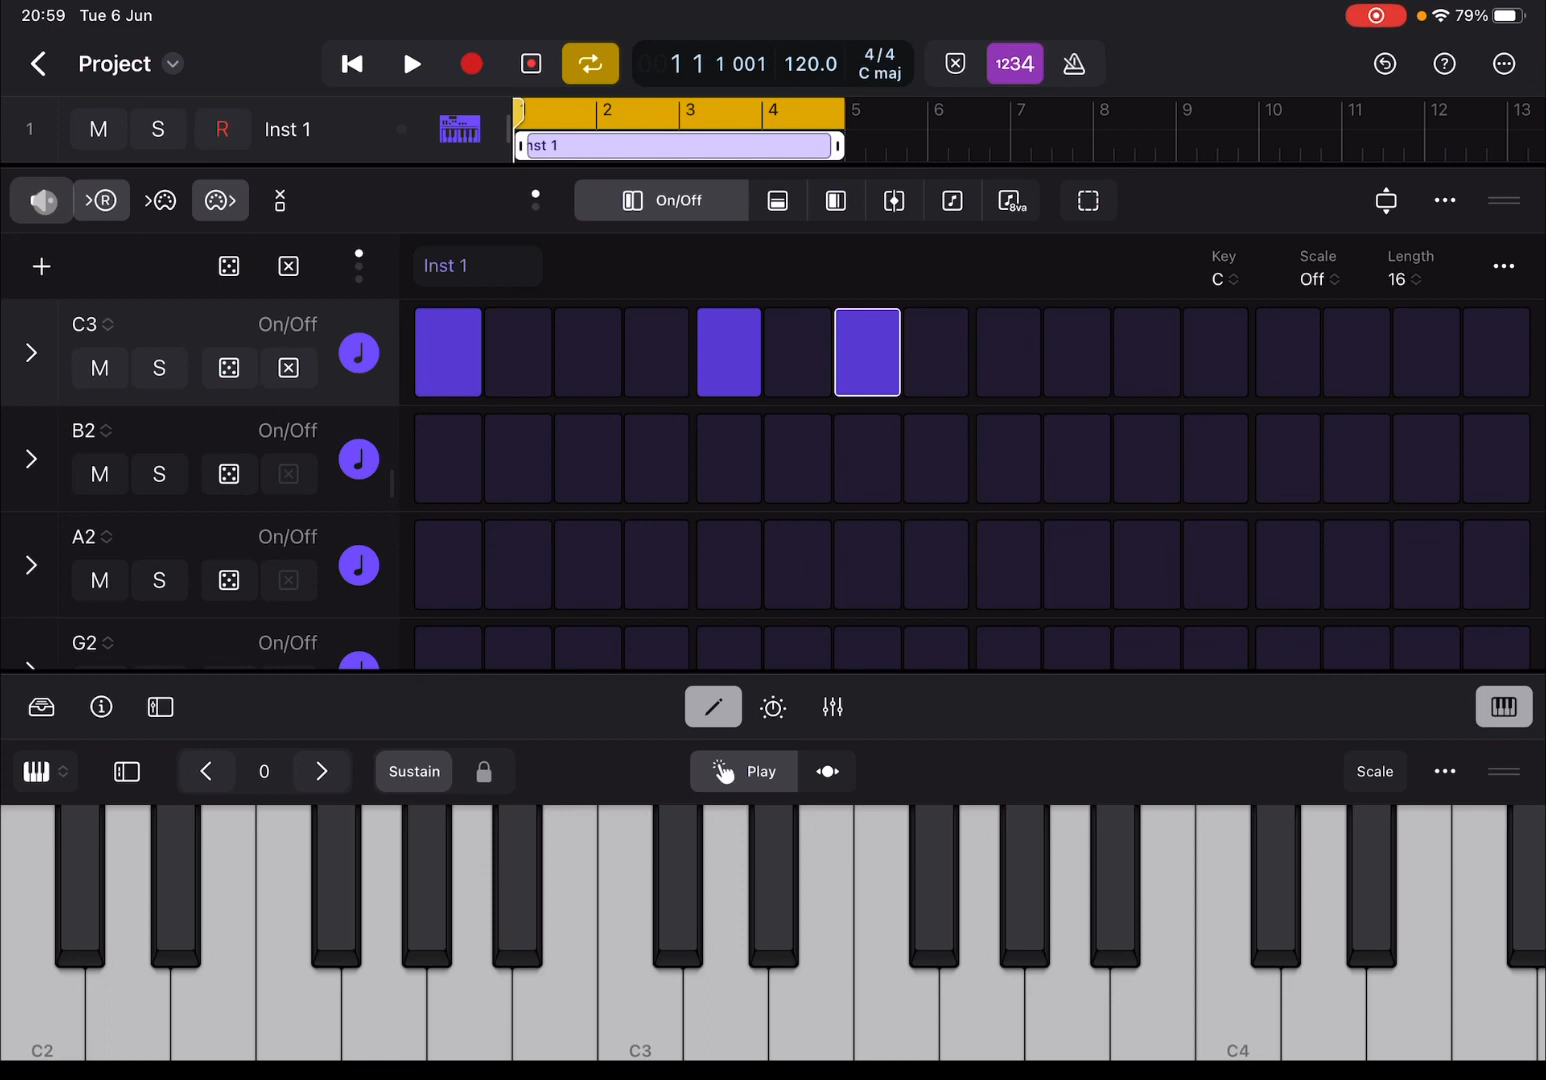 20:59 Tue 6 Jun
79%
Project
1 1 1 001 120.0 4/4 C maj
1234
1 M S R Inst 1
1 2 3 4 5 6 7 8 9 10 11 12 13
On/Off
8va
Inst 1
Key
C
Scale
Off
Length
16
C3 On/Off
M S
B2 On/Off
M S
A2 On/Off
M S
G2 On/Off
0 Sustain Play Scale
C2 C3 C4